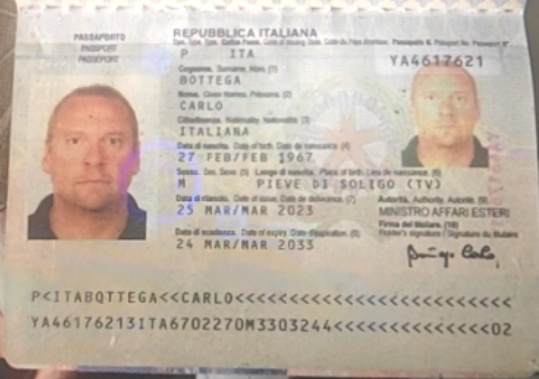 PASSAPORTO
PASSPORT
PASSEPORT
REPUBBLICA ITALIANA
Tipo. Type. Type. Codice Paese. Code of Issuing State. Code du Pays émetteur. Passaporto N. Passport No. Passeport N°
P ITA YA4617621
Cognome. Surname. Nom. (1)
BOTTEGA
Nome. Given Names. Prénoms. (2)
CARLO
Cittadinanza. Nationality. Nationalité (3)
ITALIANA
Data di nascita. Date of birth. Date de naissance (4)
27 FEB/FEB 1967
Sesso. Sex. Sexe. (5) Luogo di nascita. Place of birth. Lieu de naissance. (6)
M PIEVE DI SOLIGO (TV)
Data di rilascio. Date of issue. Date de délivrance. (7) Autorità. Authority. Autorité. (9)
25 MAR/MAR 2023 MINISTRO AFFARI ESTERI
Data di scadenza. Date of expiry. Date d'expiration. (8) Firma del titolare. (10)
Holder's signature / Signature du titulaire
24 MAR/MAR 2033
P<ITABOTTEGA<<CARLO<<<<<<<<<<<<<<<<<<<<<<<<<
YA46176213ITA6702270M3303244<<<<<<<<<<<<<<02